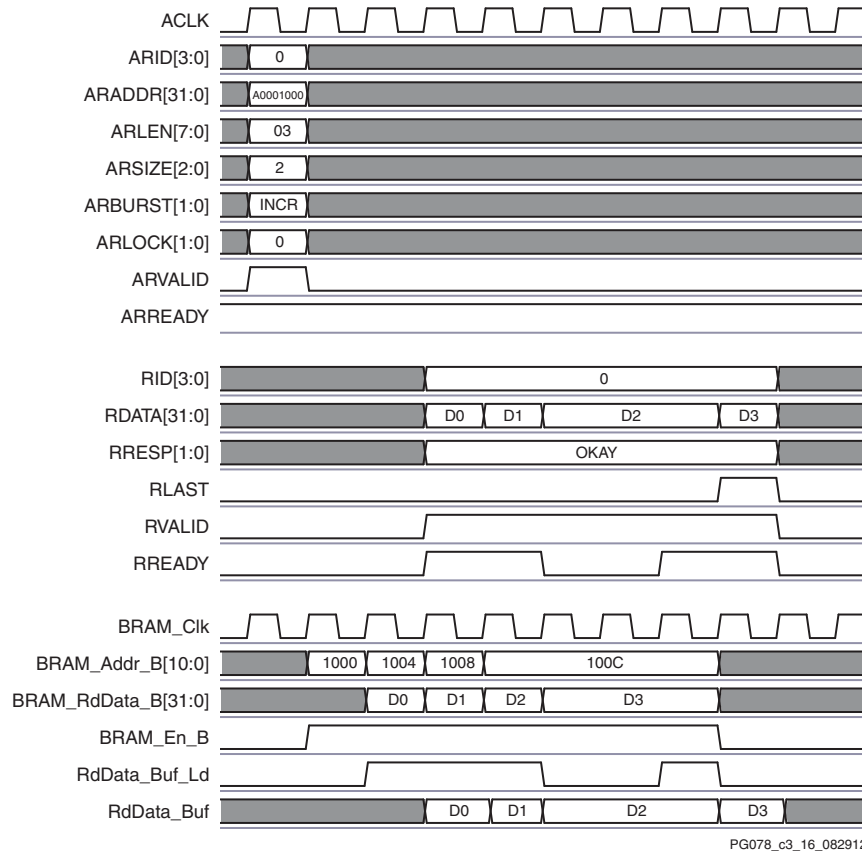 ACLK
ARID[3:0] 0
ARADDR[31:0] A0001000
ARLEN[7:0] 03
ARSIZE[2:0] 2
ARBURST[1:0] INCR
ARLOCK[1:0] 0
ARVALID
ARREADY
RID[3:0] 0
RDATA[31:0] D0 D1 D2 D3
RRESP[1:0] OKAY
RLAST
RVALID
RREADY
BRAM_Clk
BRAM_Addr_B[10:0] 1000 1004 1008 100C
BRAM_RdData_B[31:0] D0 D1 D2 D3
BRAM_En_B
RdData_Buf_Ld
RdData_Buf D0 D1 D2 D3
PG078_c3_16_082912